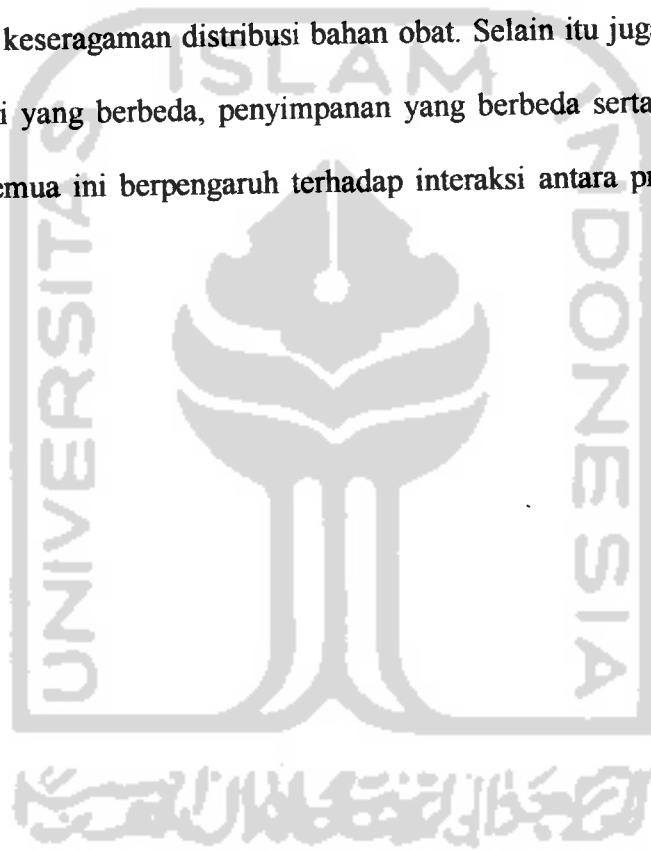 keseragaman distribusi bahan obat. Selain itu juga
i yang berbeda, penyimpanan yang berbeda serta
emua ini berpengaruh terhadap interaksi antara pr
ISLAM
UNIVERSITAS
INDONESIA